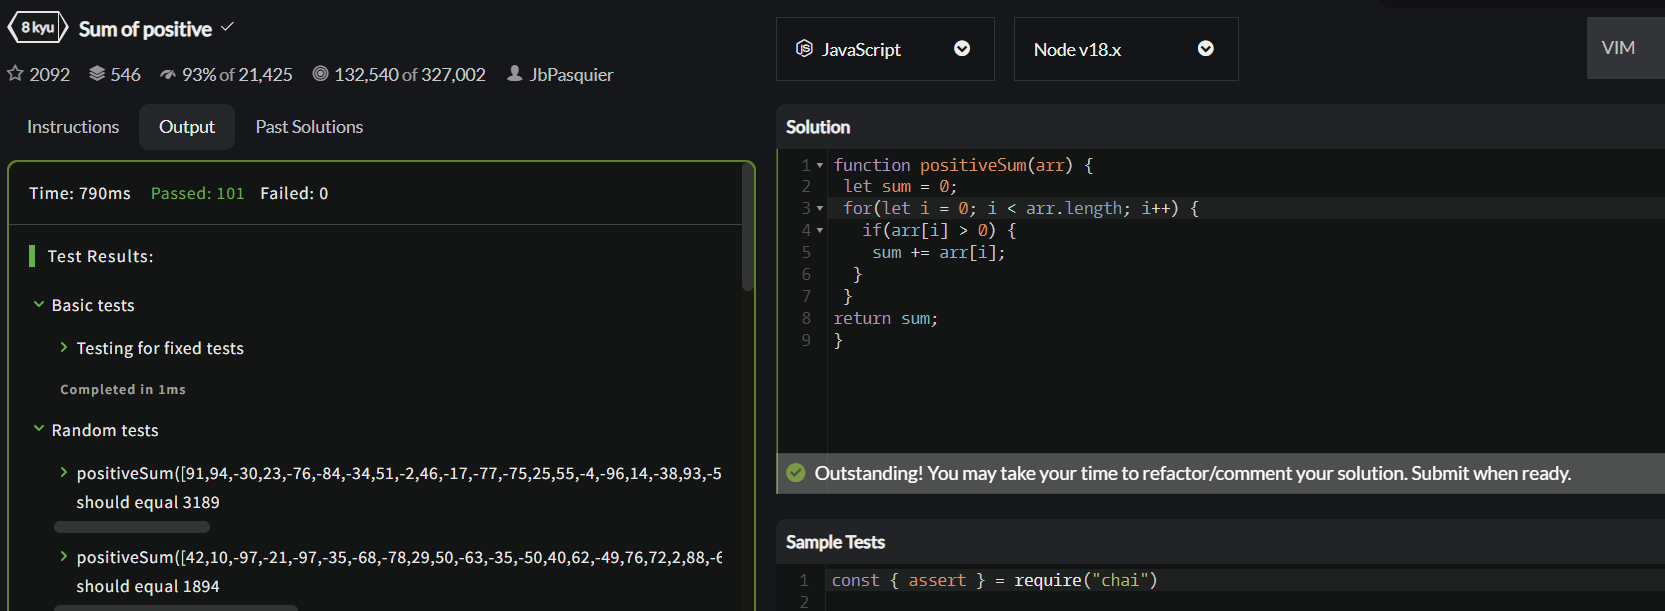 8 kyu Sum of positive
2092 546 93% of 21,425 132,540 of 327,002 JbPasquier
Instructions Output Past Solutions
Time: 790ms Passed: 101 Failed: 0
Test Results:
Basic tests
Testing for fixed tests
Completed in 1ms
Random tests
positiveSum([91,94,-30,23,-76,-84,-34,51,-2,46,-17,-77,-75,25,55,-4,-96,14,-38,93,-5
should equal 3189
positiveSum([42,10,-97,-21,-97,-35,-68,-78,29,50,-63,-35,-50,40,62,-49,76,72,2,88,-6
should equal 1894
JavaScript Node v18.x VIM
Solution
1 function positiveSum(arr) {
2 let sum = 0;
3 for(let i = 0; i < arr.length; i++) {
4 if(arr[i] > 0) {
5 sum += arr[i];
6 }
7 }
8 return sum;
9 }
Outstanding! You may take your time to refactor/comment your solution. Submit when ready.
Sample Tests
1 const { assert } = require("chai")
2